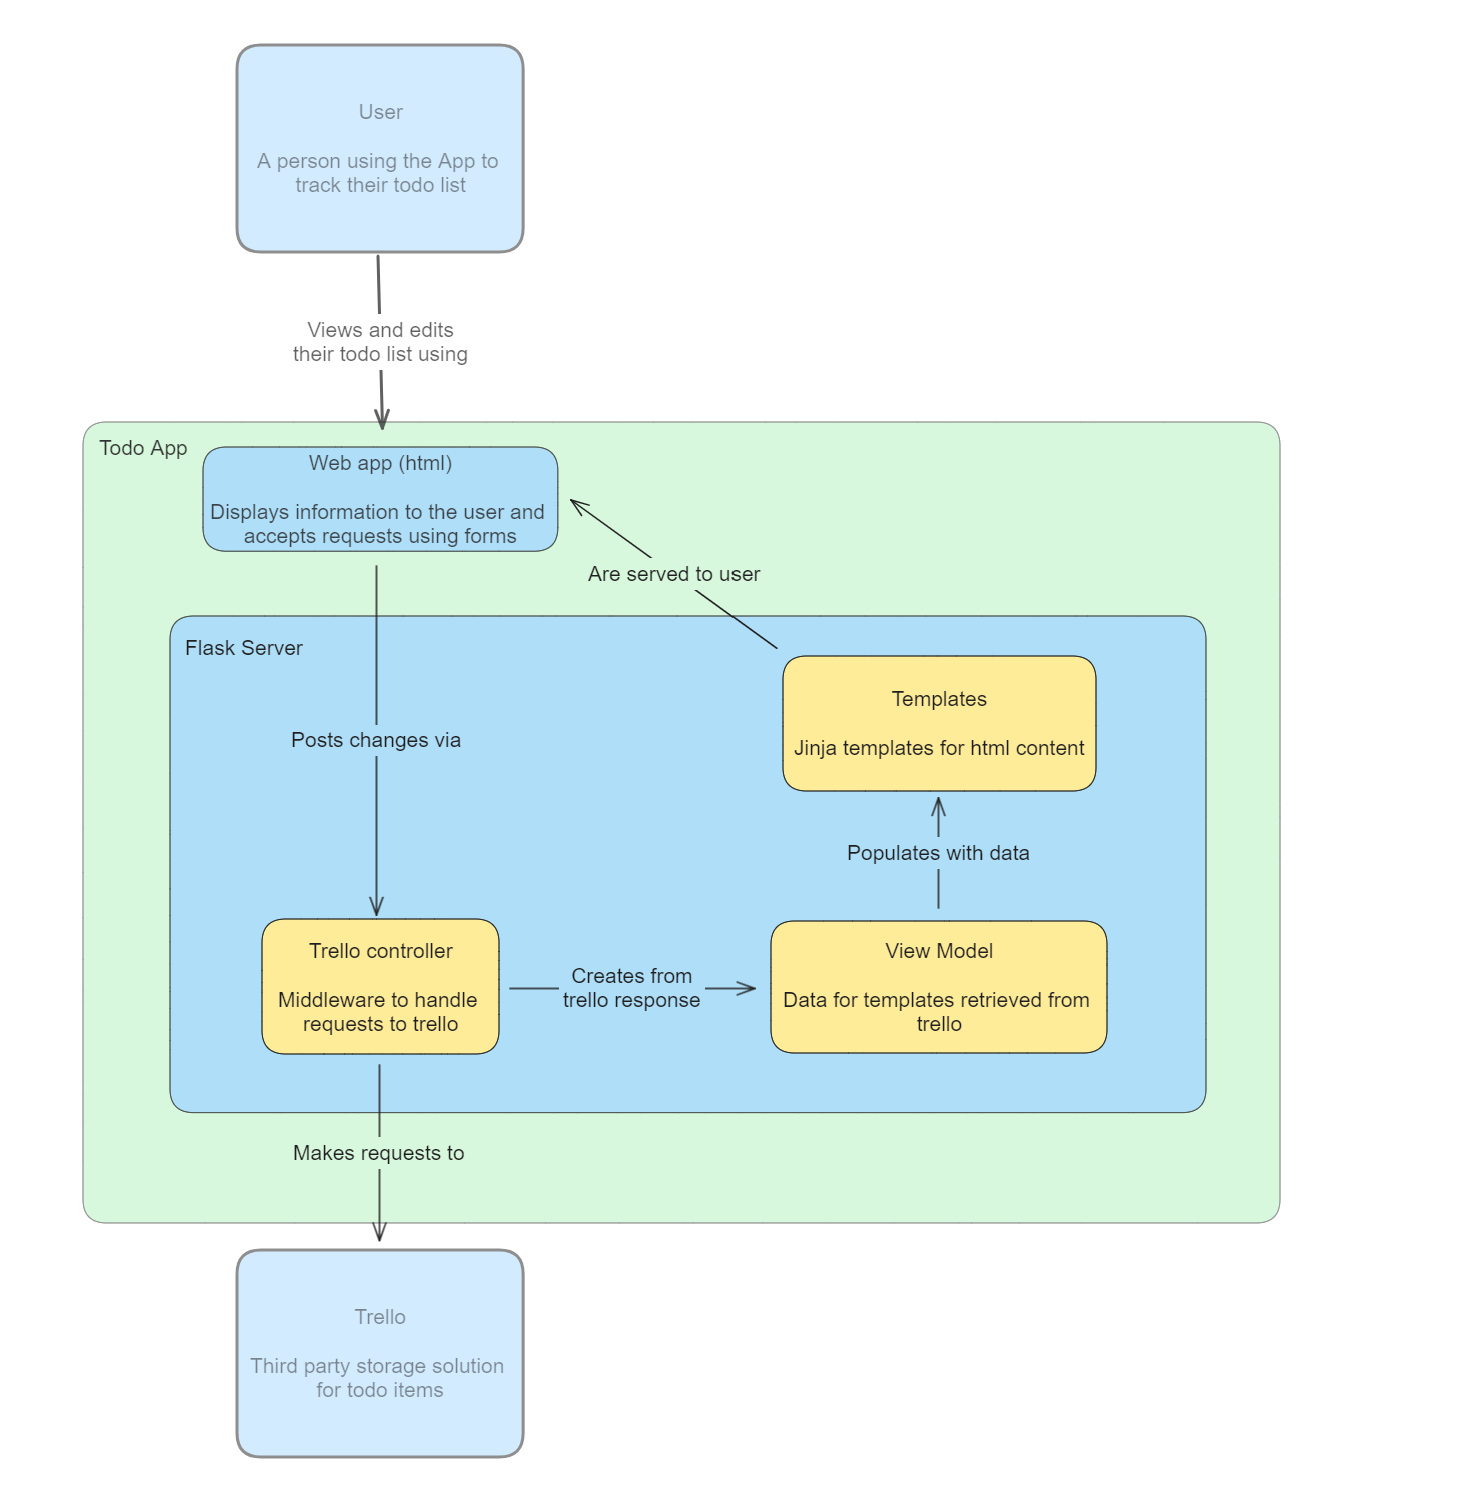 User
A person using the App to
track their todo list
Views and edits
their todo list using
Todo App
Web app (html)
Displays information to the user and
accepts requests using forms
Are served to user
Flask Server
Templates
Jinja templates for html content
Posts changes via
Populates with data
Trello controller
Middleware to handle
requests to trello
Creates from
trello response
View Model
Data for templates retrieved from
trello
Makes requests to
Trello
Third party storage solution
for todo items